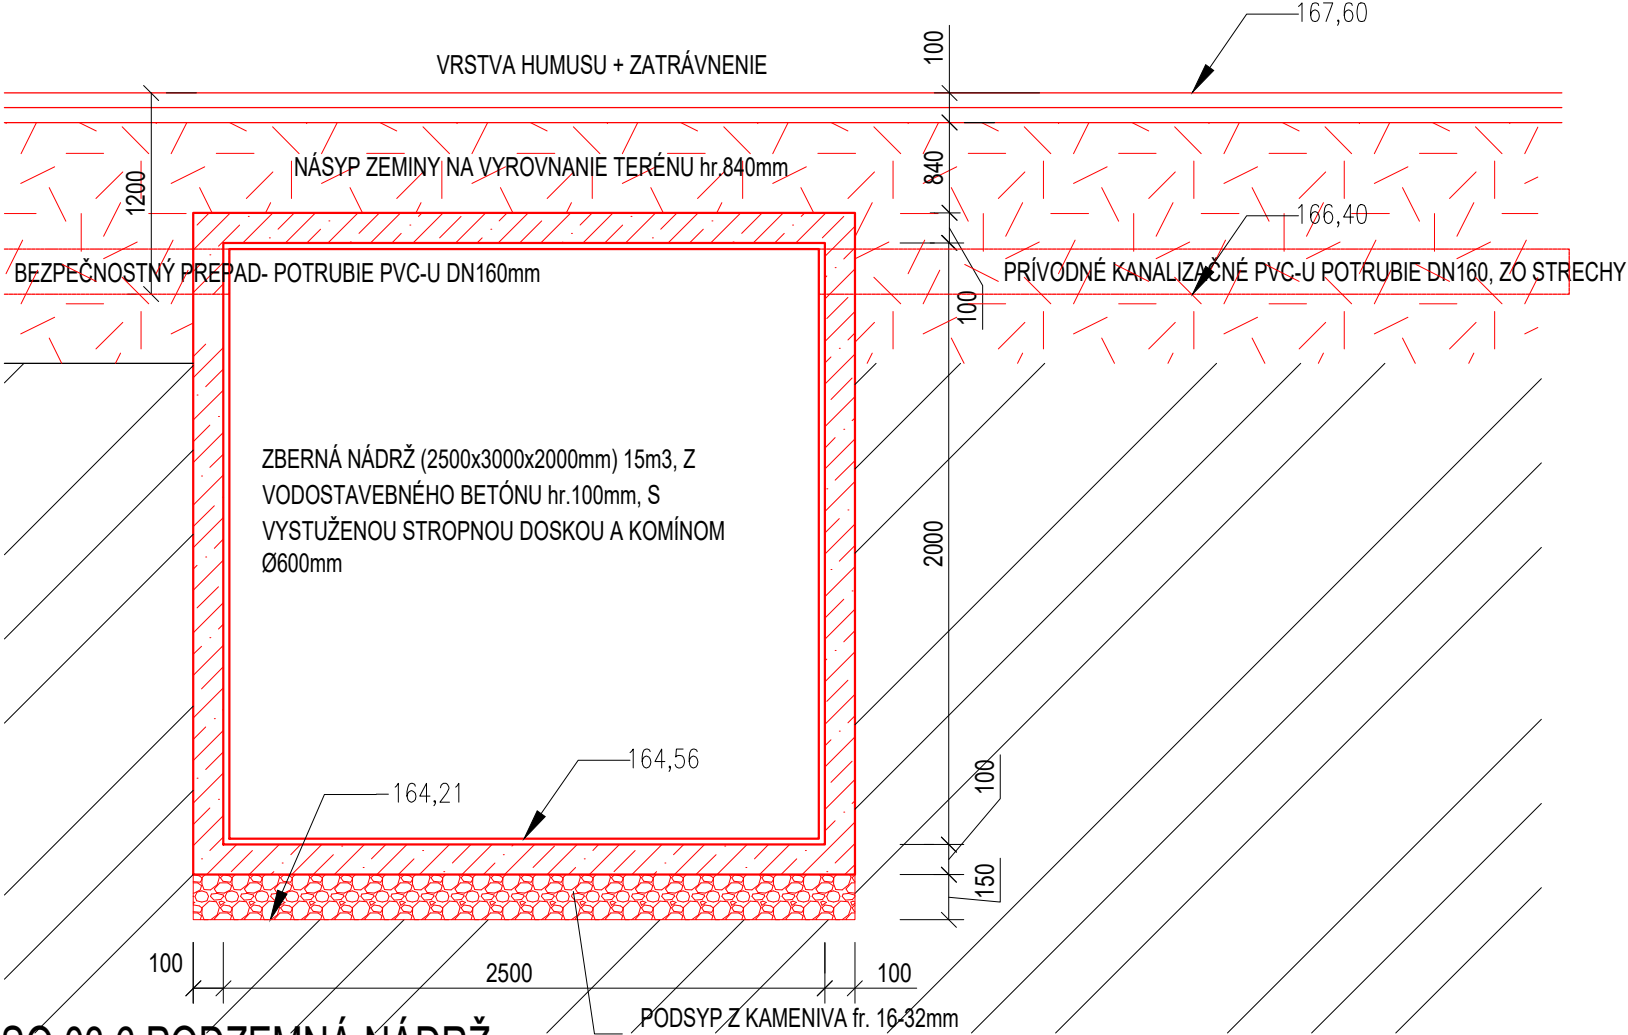 167,60
100
VRSTVA HUMUSU + ZATRÁVNENIE
NÁSYP ZEMINY NA VYROVNANIE TERÉNU hr.840mm
840
1200
166,40
BEZPEČNOSTNÝ PREPAD- POTRUBIE PVC-U DN160mm
PRÍVODNÉ KANALIZAČNÉ PVC-U POTRUBIE DN160, ZO STRECHY
100
ZBERNÁ NÁDRŽ (2500x3000x2000mm) 15m3, Z
VODOSTAVEBNÉHO BETÓNU hr.100mm, S
VYSTUŽENOU STROPNOU DOSKOU A KOMÍNOM
Ø600mm
2000
164,56
164,21
100
150
100
2500
100
PODSYP Z KAMENIVA fr. 16-32mm
PODZEMNÁ NÁDRŽ